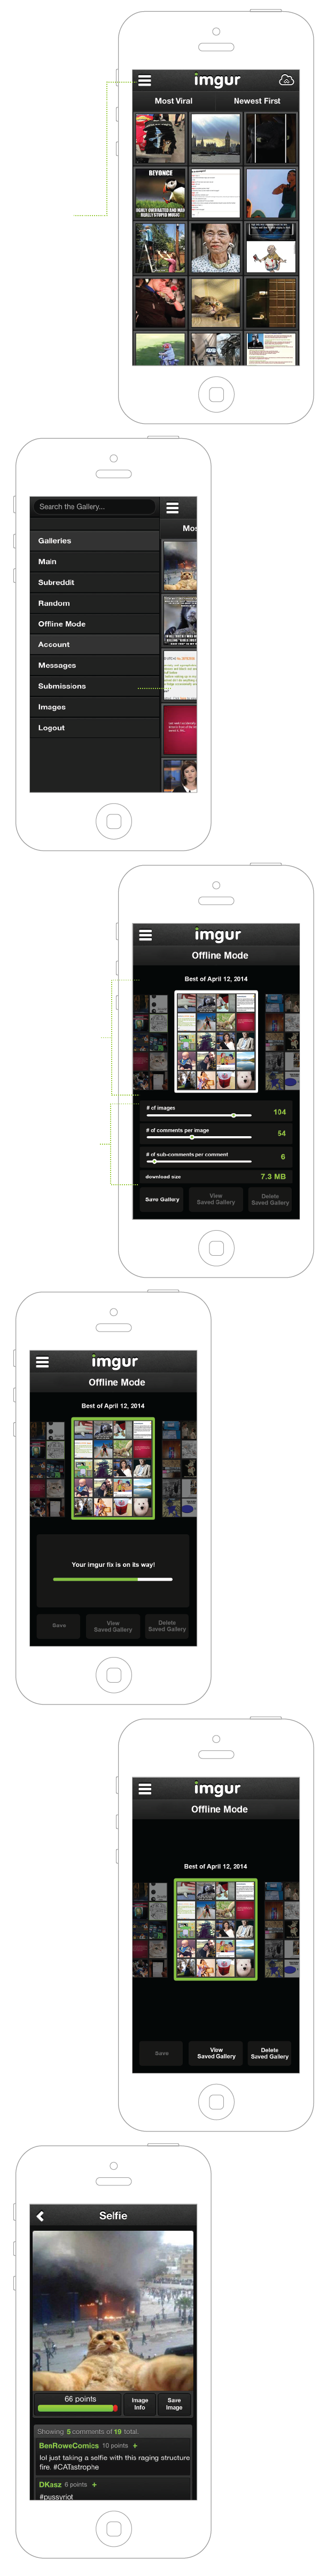 imgur
Most Viral
Newest First
BEYONCE
Search the Gallery...
Galleries
Main
Subreddit
Random
Offline Mode
Account
Messages
Submissions
Images
Logout
Mos
imgur
Offline Mode
Best of April 12, 2014
# of images 104
# of comments per image 54
# of sub-comments per comment 6
download size 7.3 MB
Save Gallery
View
Saved Gallery
Delete
Saved Gallery
imgur
Offline Mode
Best of April 12, 2014
Your imgur fix is on its way!
Save
View
Saved Gallery
Delete
Saved Gallery
imgur
Offline Mode
Best of April 12, 2014
Save
View
Saved Gallery
Delete
Saved Gallery
Selfie
66 points
Image
Info
Save
Image
Showing 5 comments of 19 total.
BenRoweComics 10 points +
lol just taking a selfie with this raging structure
fire. #CATastrophe
DKasz 6 points +
#pussyriot